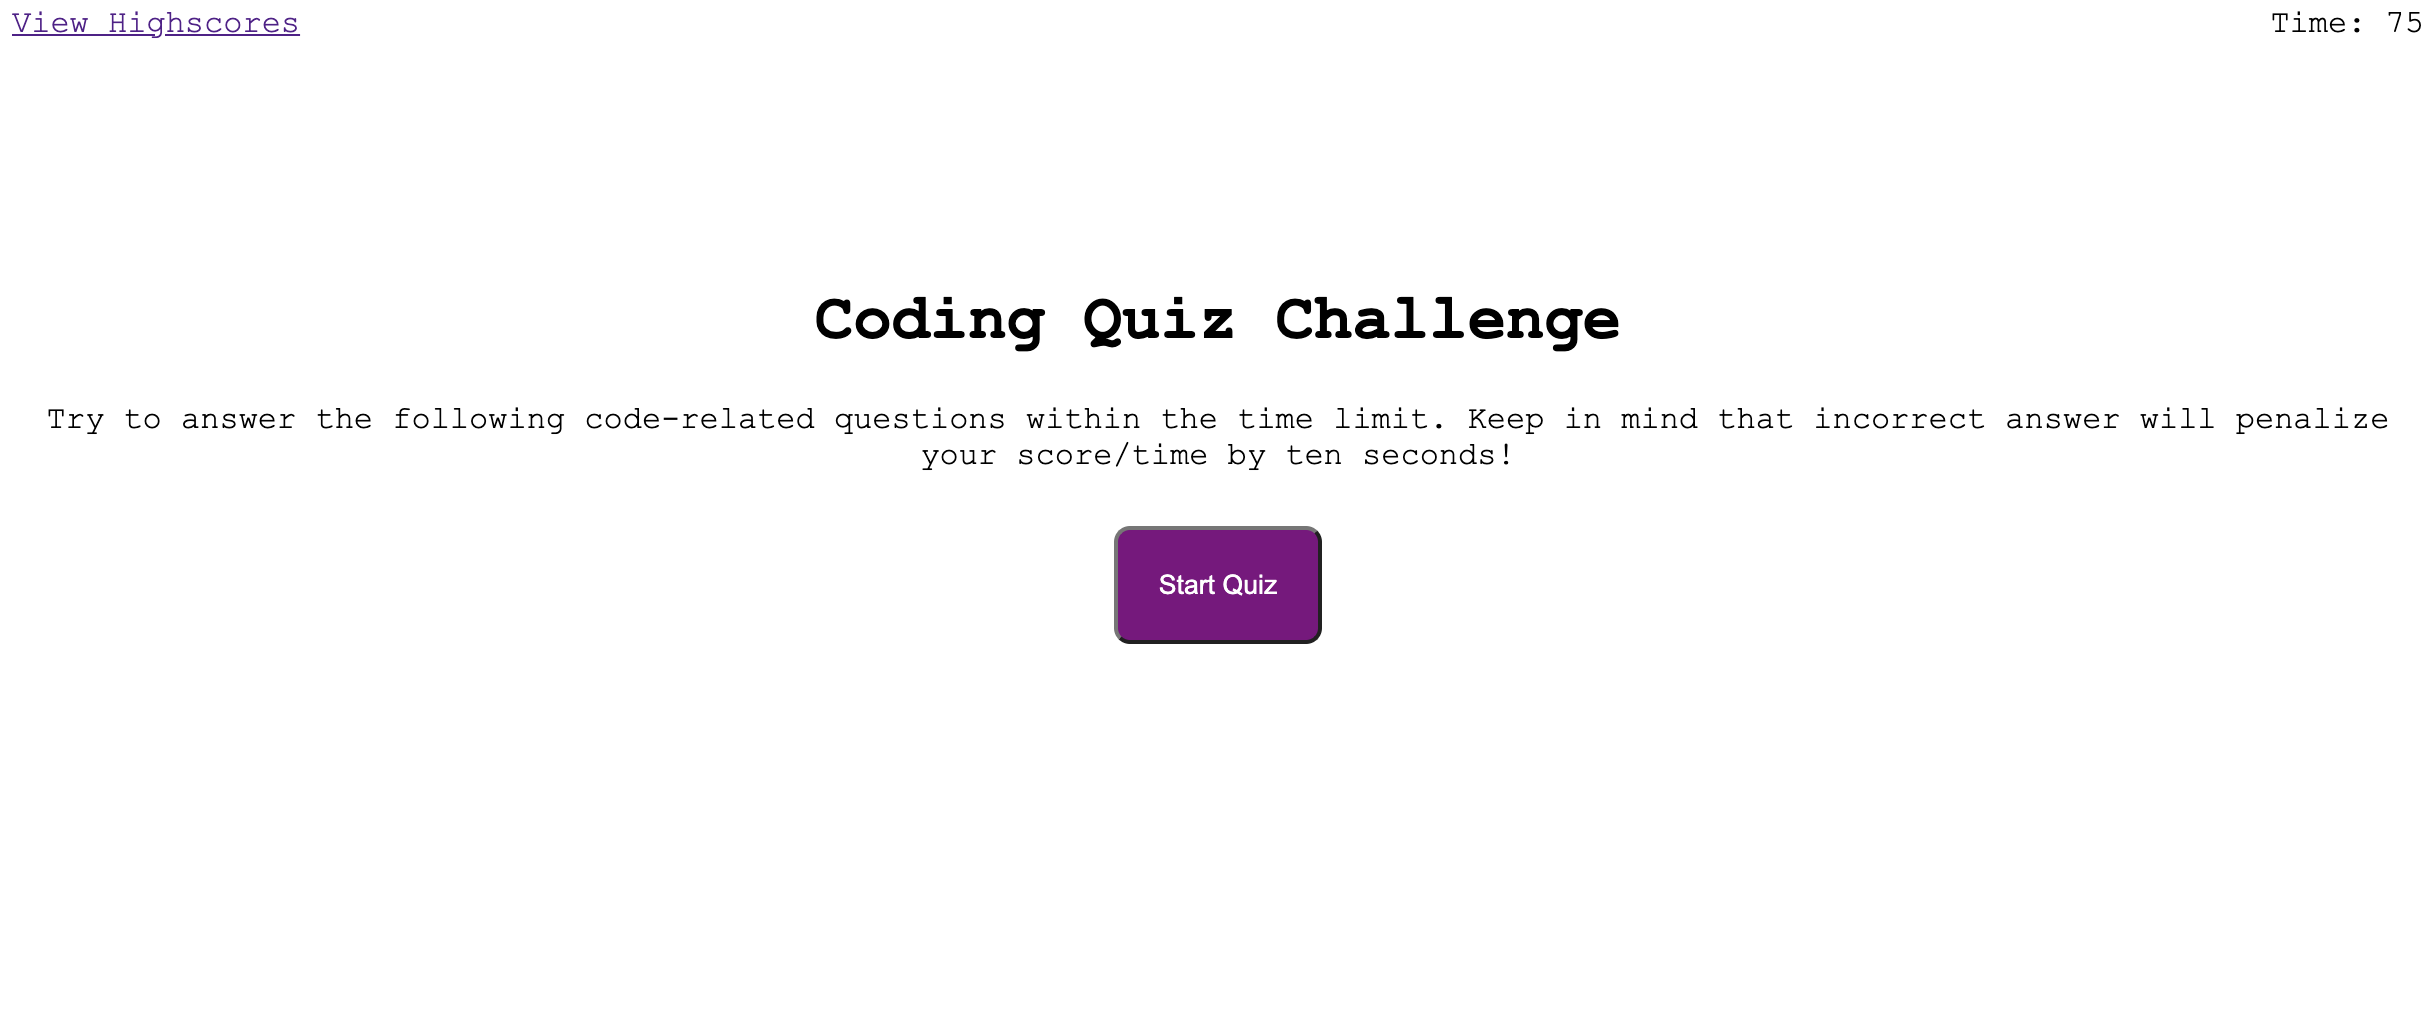 View Highscores
Time: 75
Coding Quiz Challenge
Try to answer the following code-related questions within the time limit. Keep in mind that incorrect answer will penalize
your score/time by ten seconds!
Start Quiz